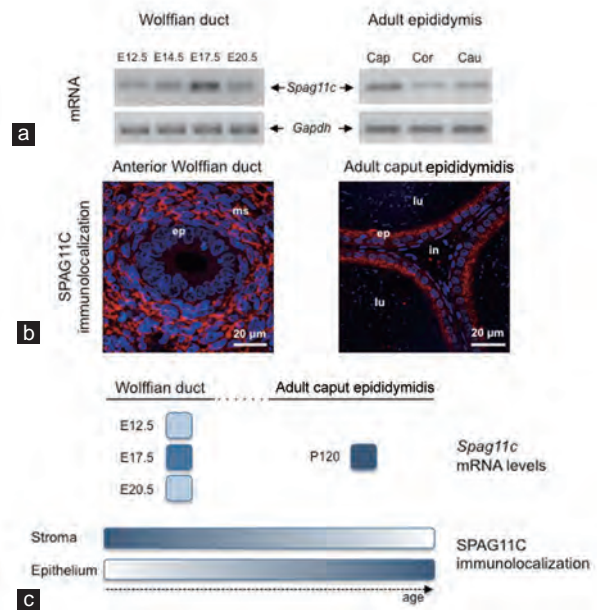 Wolffian duct
Adult epididymis
E12.5 E14.5 E17.5 E20.5
Cap Cor Cau
mRNA
Spag11c
Gapdh
a
Anterior Wolffian duct
Adult caput epididymidis
SPAG11C
immunolocalization
ms
ep
20 µm
lu
ep
in
lu
20 µm
b
Wolffian duct
Adult caput epididymidis
E12.5
E17.5
E20.5
P120
Spag11c
mRNA levels
Stroma
Epithelium
SPAG11C
immunolocalization
age
c